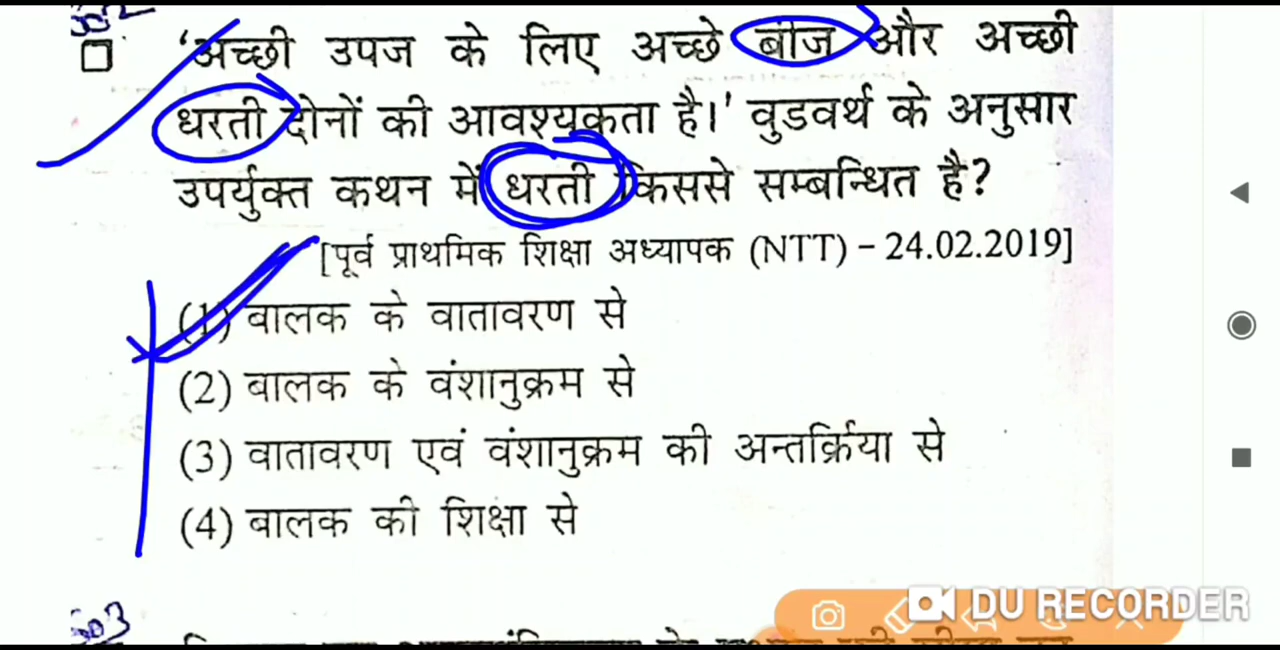 502
'अच्छी उपज के लिए अच्छे बीज और अच्छी
धरती दोनों की आवश्यकता है।' वुडवर्थ के अनुसार
उपर्युक्त कथन में धरती किससे सम्बन्धित है?
[पूर्व प्राथमिक शिक्षा अध्यापक (NTT) – 24.02.2019]
(1) बालक के वातावरण से
(2) बालक के वंशानुक्रम से
(3) वातावरण एवं वंशानुक्रम की अन्तर्क्रिया से
(4) बालक की शिक्षा से
503
DU RECORDER